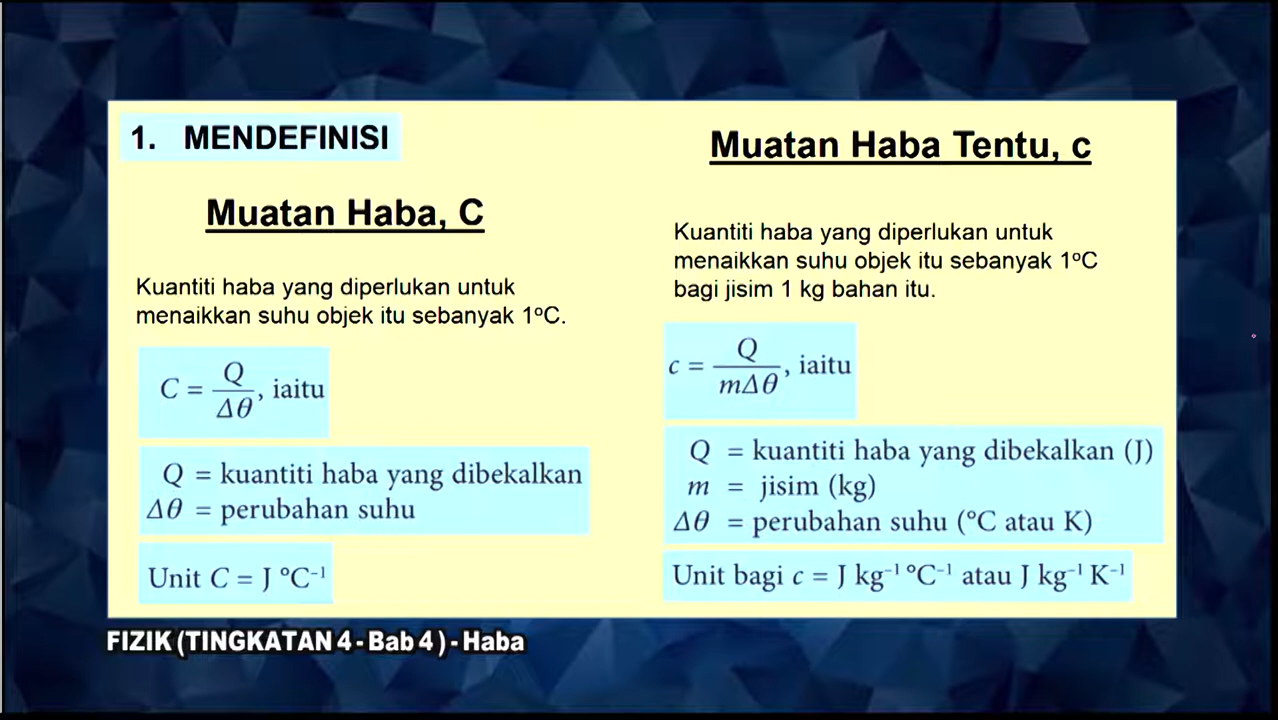 1. MENDEFINISI
Muatan Haba, C
Kuantiti haba yang diperlukan untuk
menaikkan suhu objek itu sebanyak 1°C.
C = Q/Δθ, iaitu
Q = kuantiti haba yang dibekalkan
Δθ = perubahan suhu
Unit C = J °C⁻¹
Muatan Haba Tentu, c
Kuantiti haba yang diperlukan untuk
menaikkan suhu objek itu sebanyak 1°C
bagi jisim 1 kg bahan itu.
c = Q/mΔθ, iaitu
Q = kuantiti haba yang dibekalkan (J)
m = jisim (kg)
Δθ = perubahan suhu (°C atau K)
Unit bagi c = J kg⁻¹ °C⁻¹ atau J kg⁻¹ K⁻¹
FIZIK (TINGKATAN 4 - Bab 4 ) - Haba